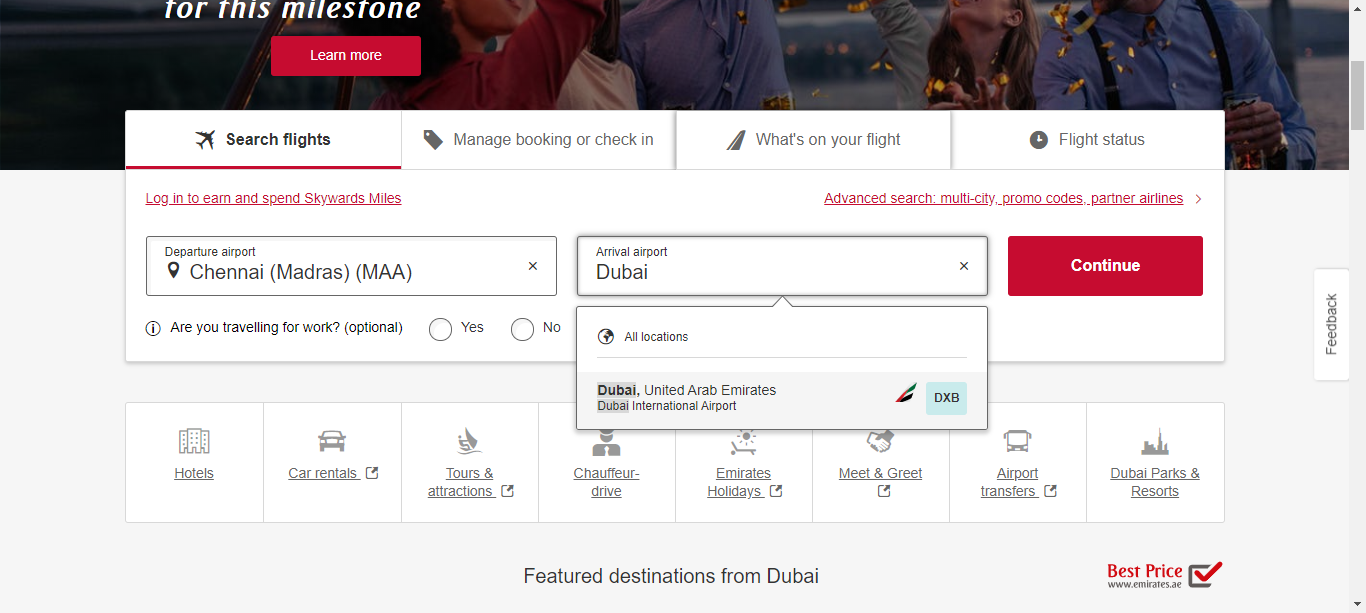 for this milestone
Learn more
Search flights
Manage booking or check in
What's on your flight
Flight status
Log in to earn and spend Skywards Miles
Advanced search: multi-city, promo codes, partner airlines
Departure airport
Chennai (Madras) (MAA)
Arrival airport
Dubai
Continue
Are you travelling for work? (optional)
Yes
No
All locations
Dubai, United Arab Emirates
Dubai International Airport
DXB
Feedback
Hotels
Car rentals
Tours &
attractions
Chauffeur-
drive
Emirates
Holidays
Meet & Greet
Airport
transfers
Dubai Parks &
Resorts
Featured destinations from Dubai
Best Price
www.emirates.ae